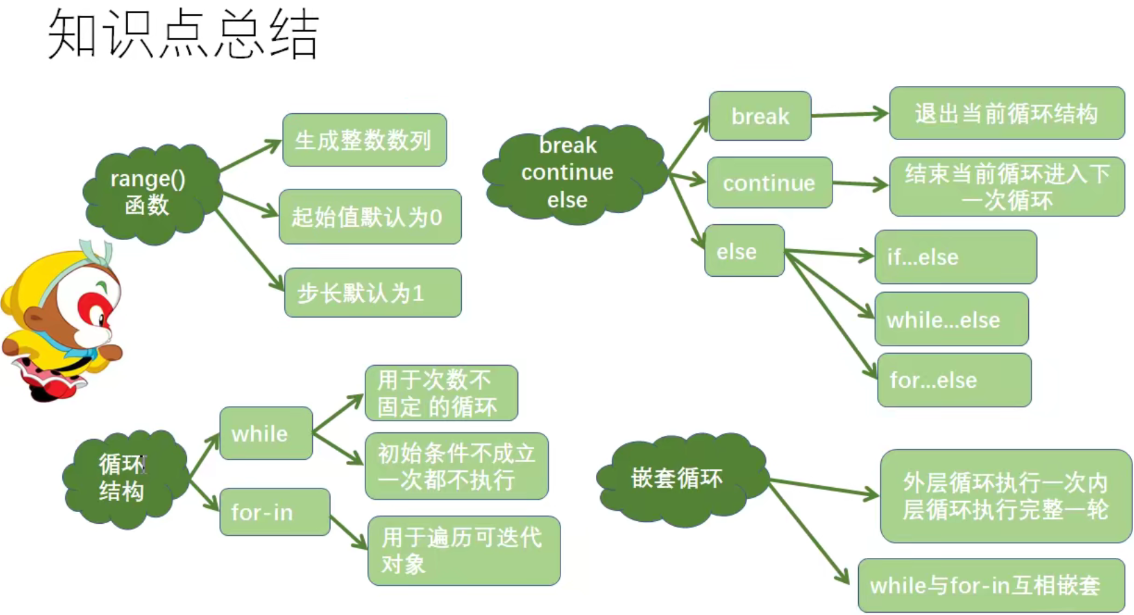 知识点总结
range()
函数
生成整数数列
起始值默认为0
步长默认为1
break
continue
else
break
退出当前循环结构
continue
结束当前循环进入下
一次循环
else
if...else
while...else
for...else
循环
结构
while
用于次数不
固定 的循环
初始条件不成立
一次都不执行
for-in
用于遍历可迭代
对象
嵌套循环
外层循环执行一次内
层循环执行完整一轮
while与for-in互相嵌套